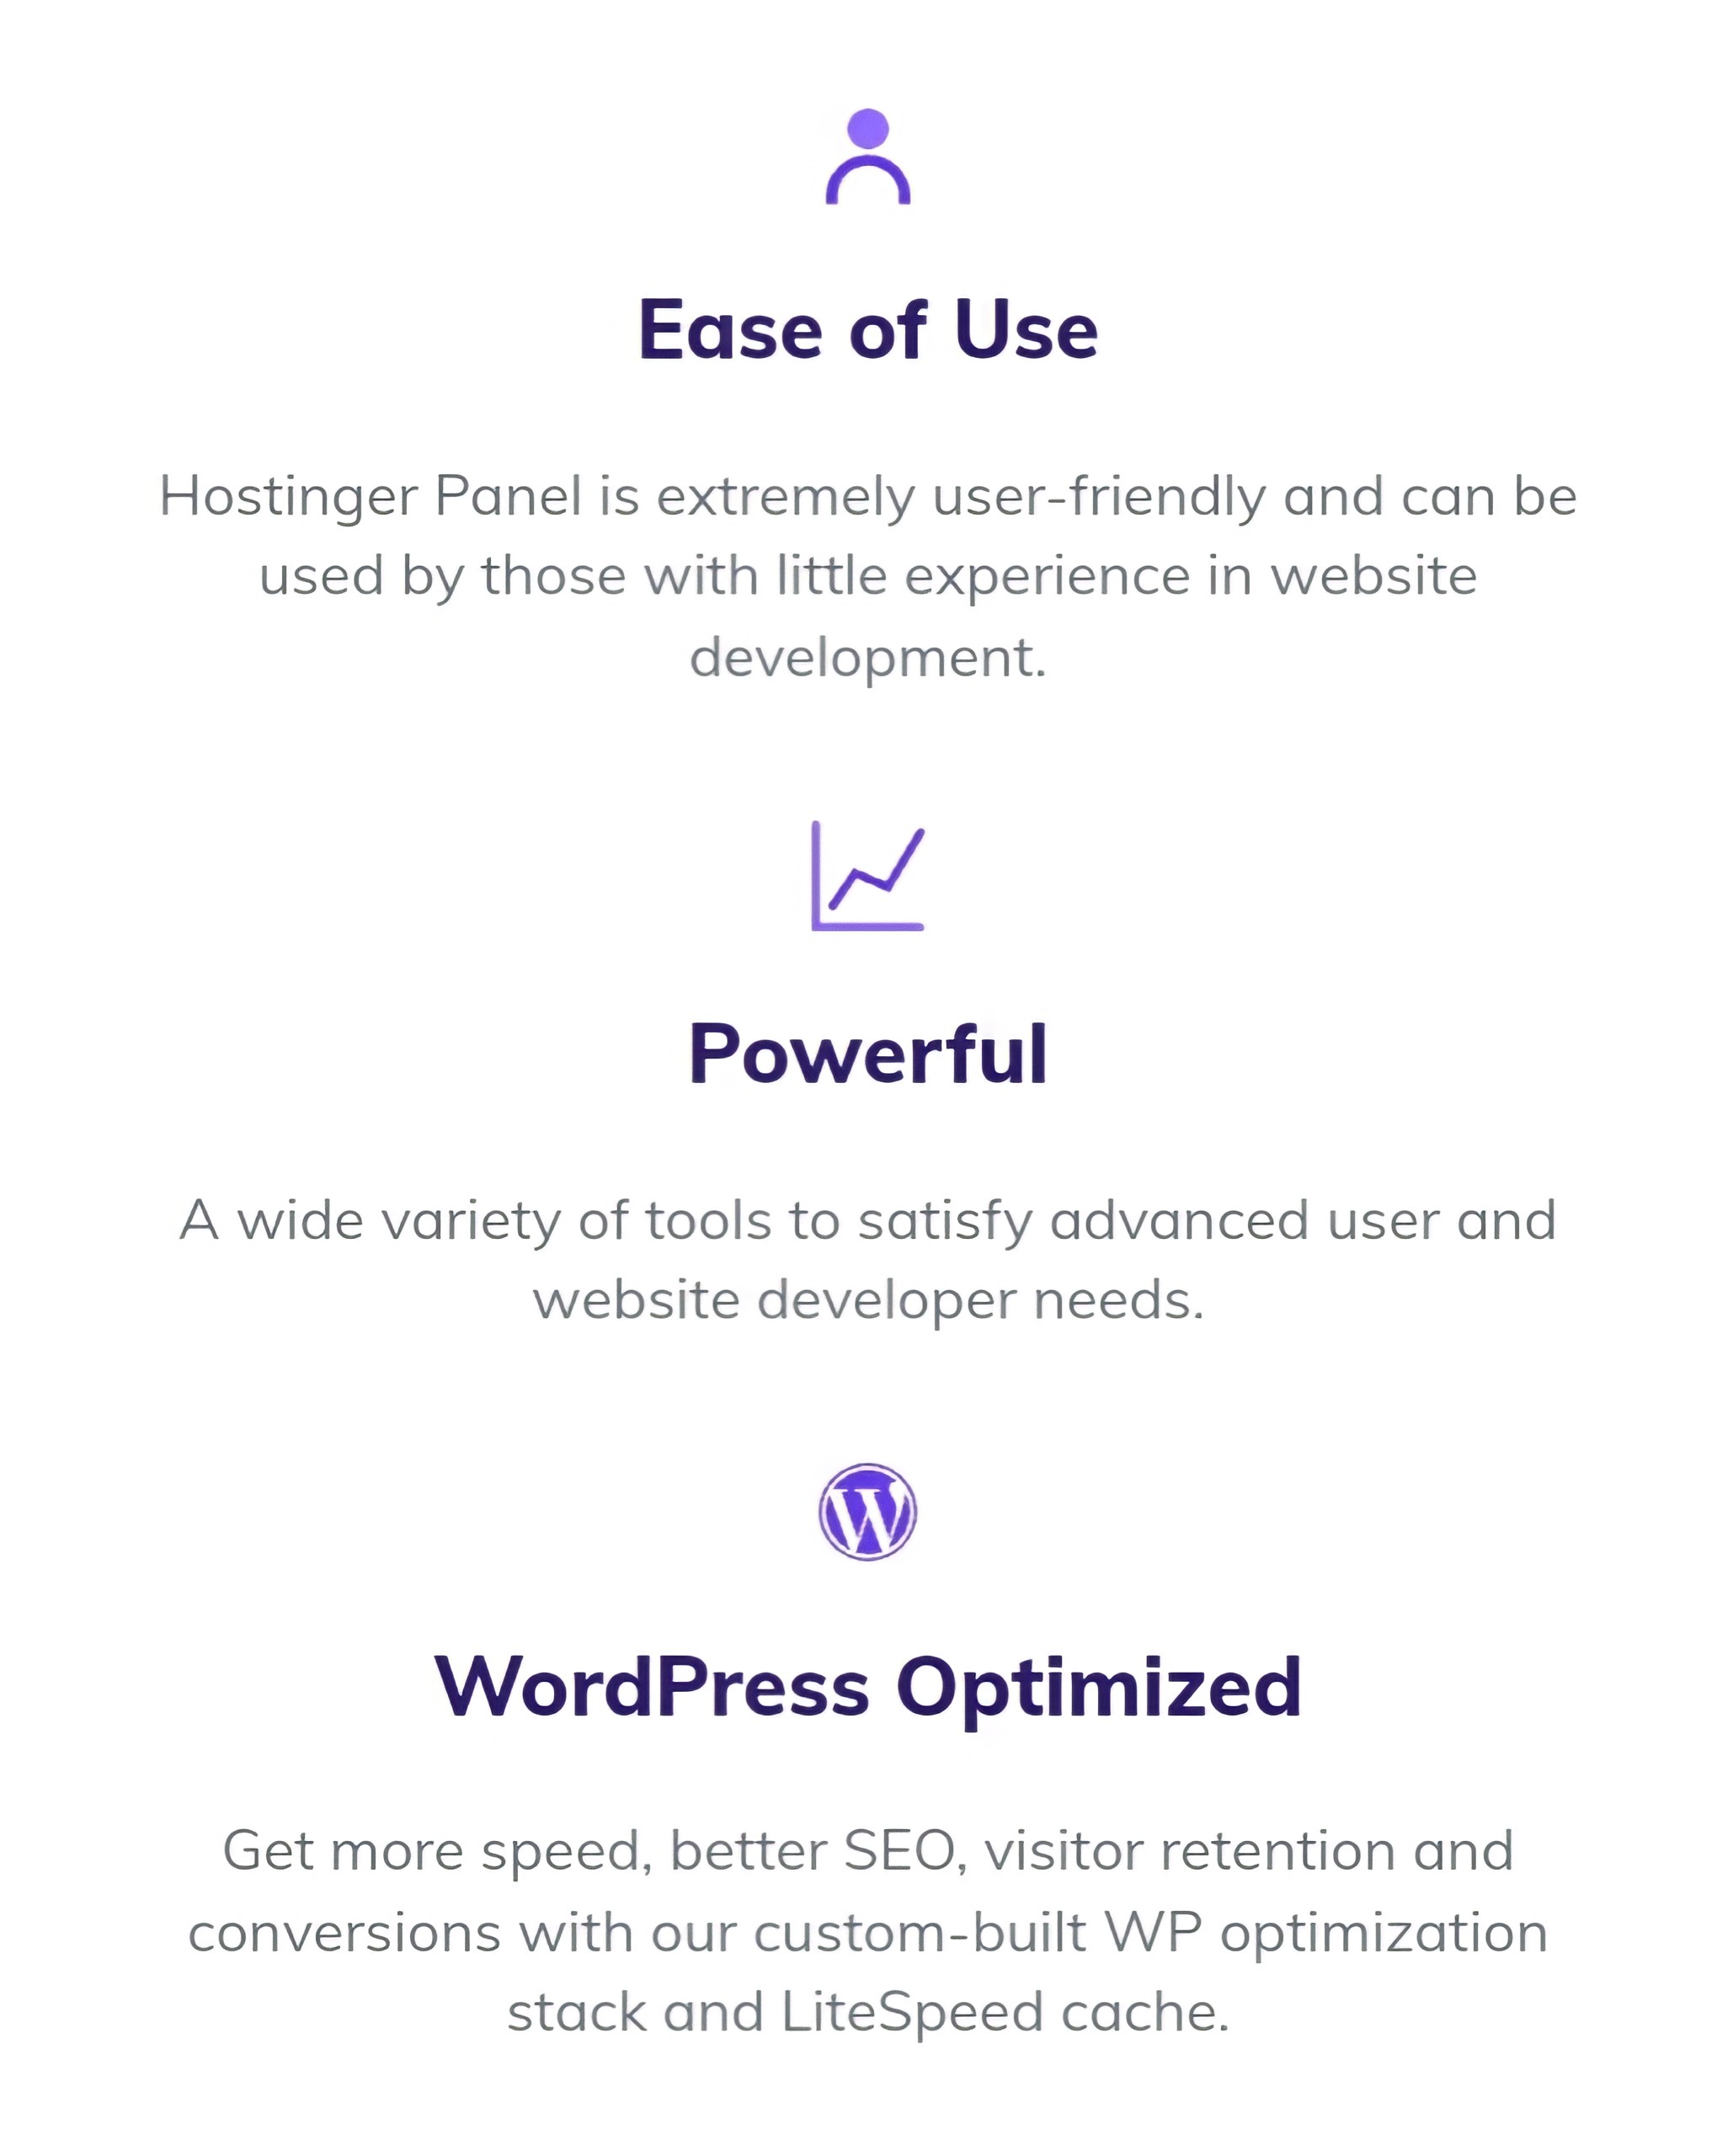 Ease of Use
Hostinger Panel is extremely user-friendly and can be
used by those with little experience in website
development.
Powerful
A wide variety of tools to satisfy advanced user and
website developer needs.
WordPress Optimized
Get more speed, better SEO, visitor retention and
conversions with our custom-built WP optimization
stack and LiteSpeed cache.